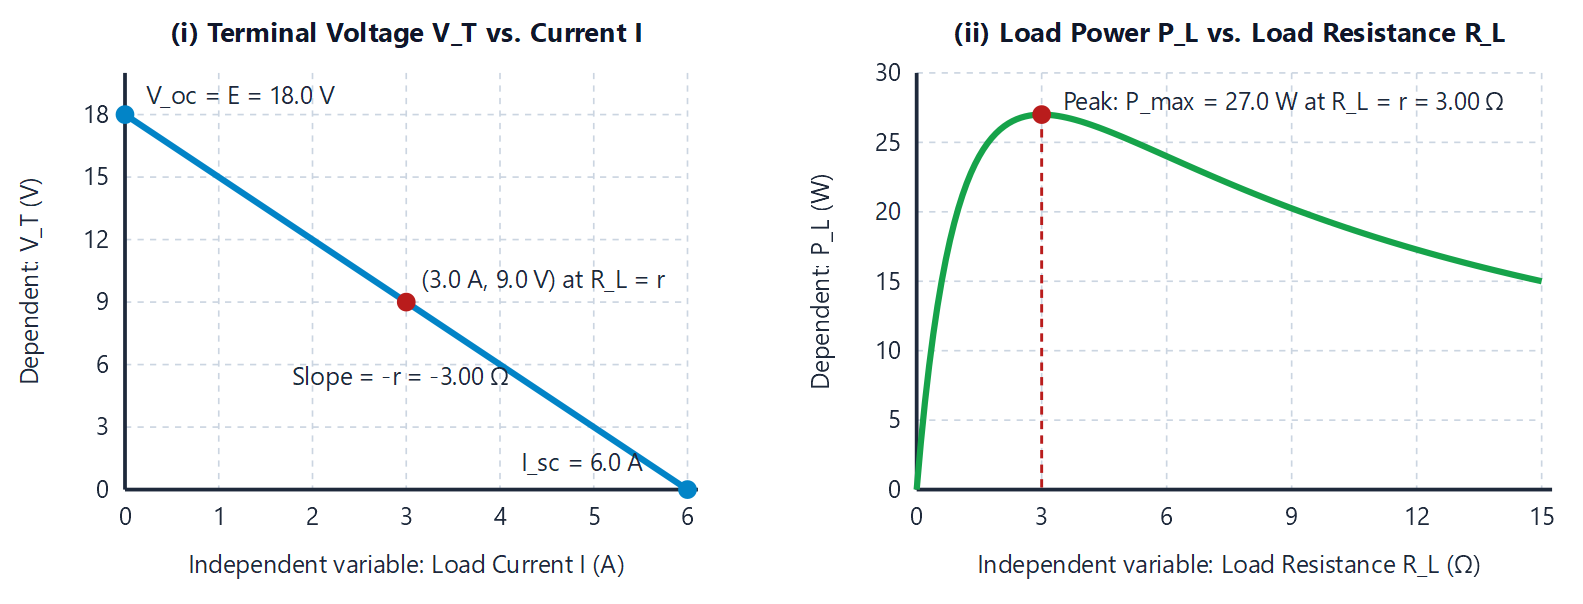 (i) Terminal Voltage V_T vs. Current I
V_oc = E = 18.0 V
18
15
12
9
6
3
0
(3.0 A, 9.0 V) at R_L = r
Slope = -r = -3.00 Ω
I_sc = 6.0 A
0 1 2 3 4 5 6
Dependent: V_T (V)
Independent variable: Load Current I (A)
(ii) Load Power P_L vs. Load Resistance R_L
30
25
20
15
10
5
0
Peak: P_max = 27.0 W at R_L = r = 3.00 Ω
0 3 6 9 12 15
Dependent: P_L (W)
Independent variable: Load Resistance R_L (Ω)